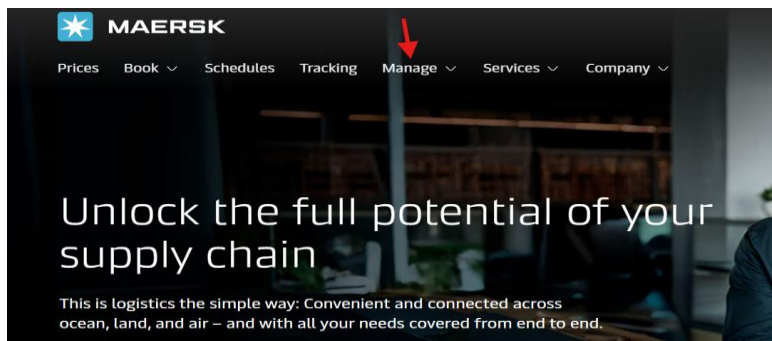 MAERSK
Prices Book Schedules Tracking Manage Services Company
Unlock the full potential of your
supply chain
This is logistics the simple way: Convenient and connected across
ocean, land, and air – and with all your needs covered from end to end.